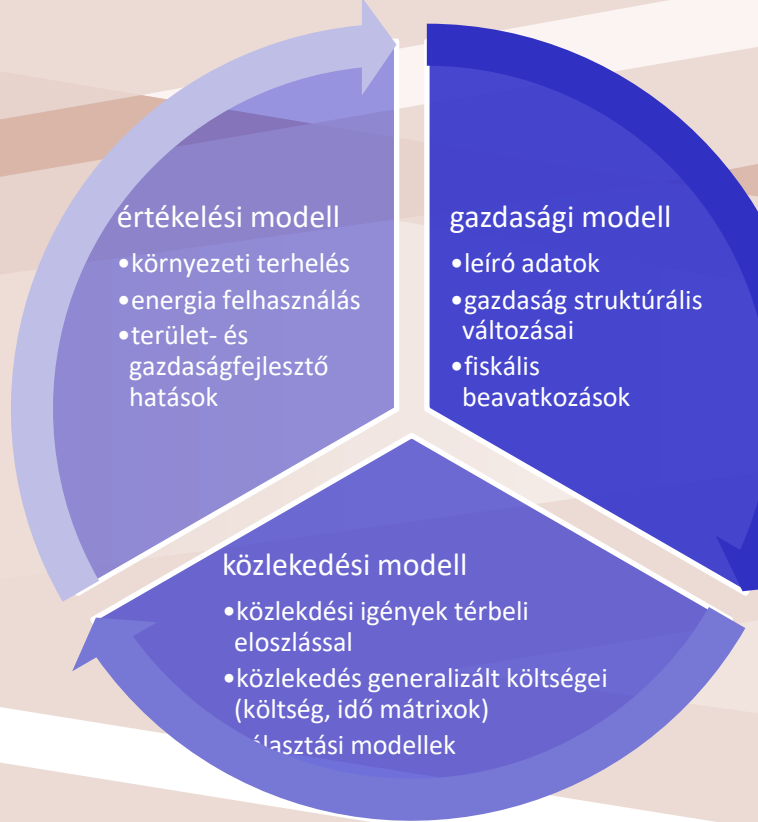 értékelési modell
•környezeti terhelés
•energia felhasználás
•terület- és
gazdaságfejlesztő
hatások
gazdasági modell
•leíró adatok
•gazdaság struktúrális
változásai
•fiskális
beavatkozások
közlekedési modell
•közlekdési igények térbeli
eloszlással
•közlekedés generalizált költségei
(költség, idő mátrixok)
modellek